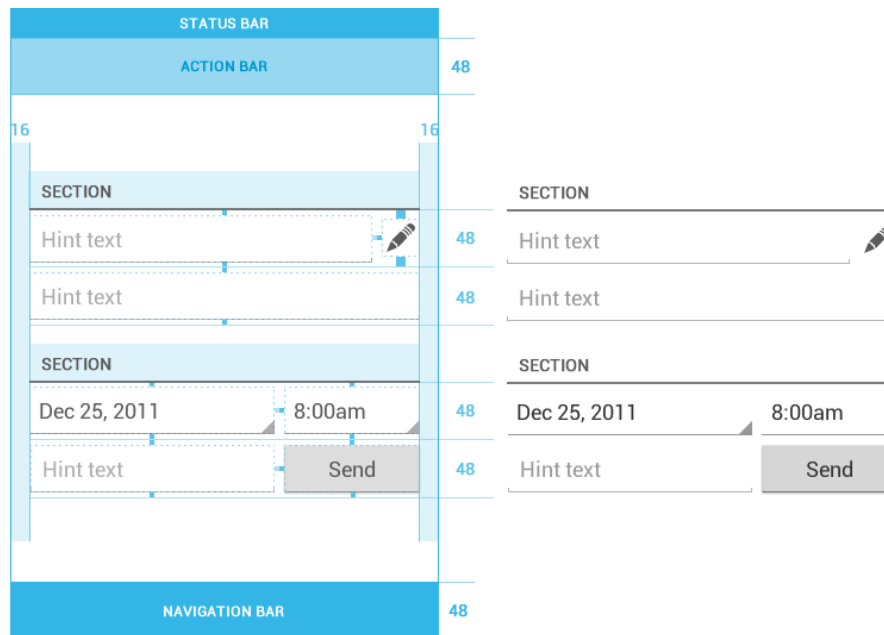 STATUS BAR
ACTION BAR 48
16 16
SECTION
Hint text 48
Hint text 48
SECTION
Dec 25, 2011 8:00am 48
Hint text Send 48
NAVIGATION BAR 48
SECTION
Hint text
Hint text
SECTION
Dec 25, 2011 8:00am
Hint text Send